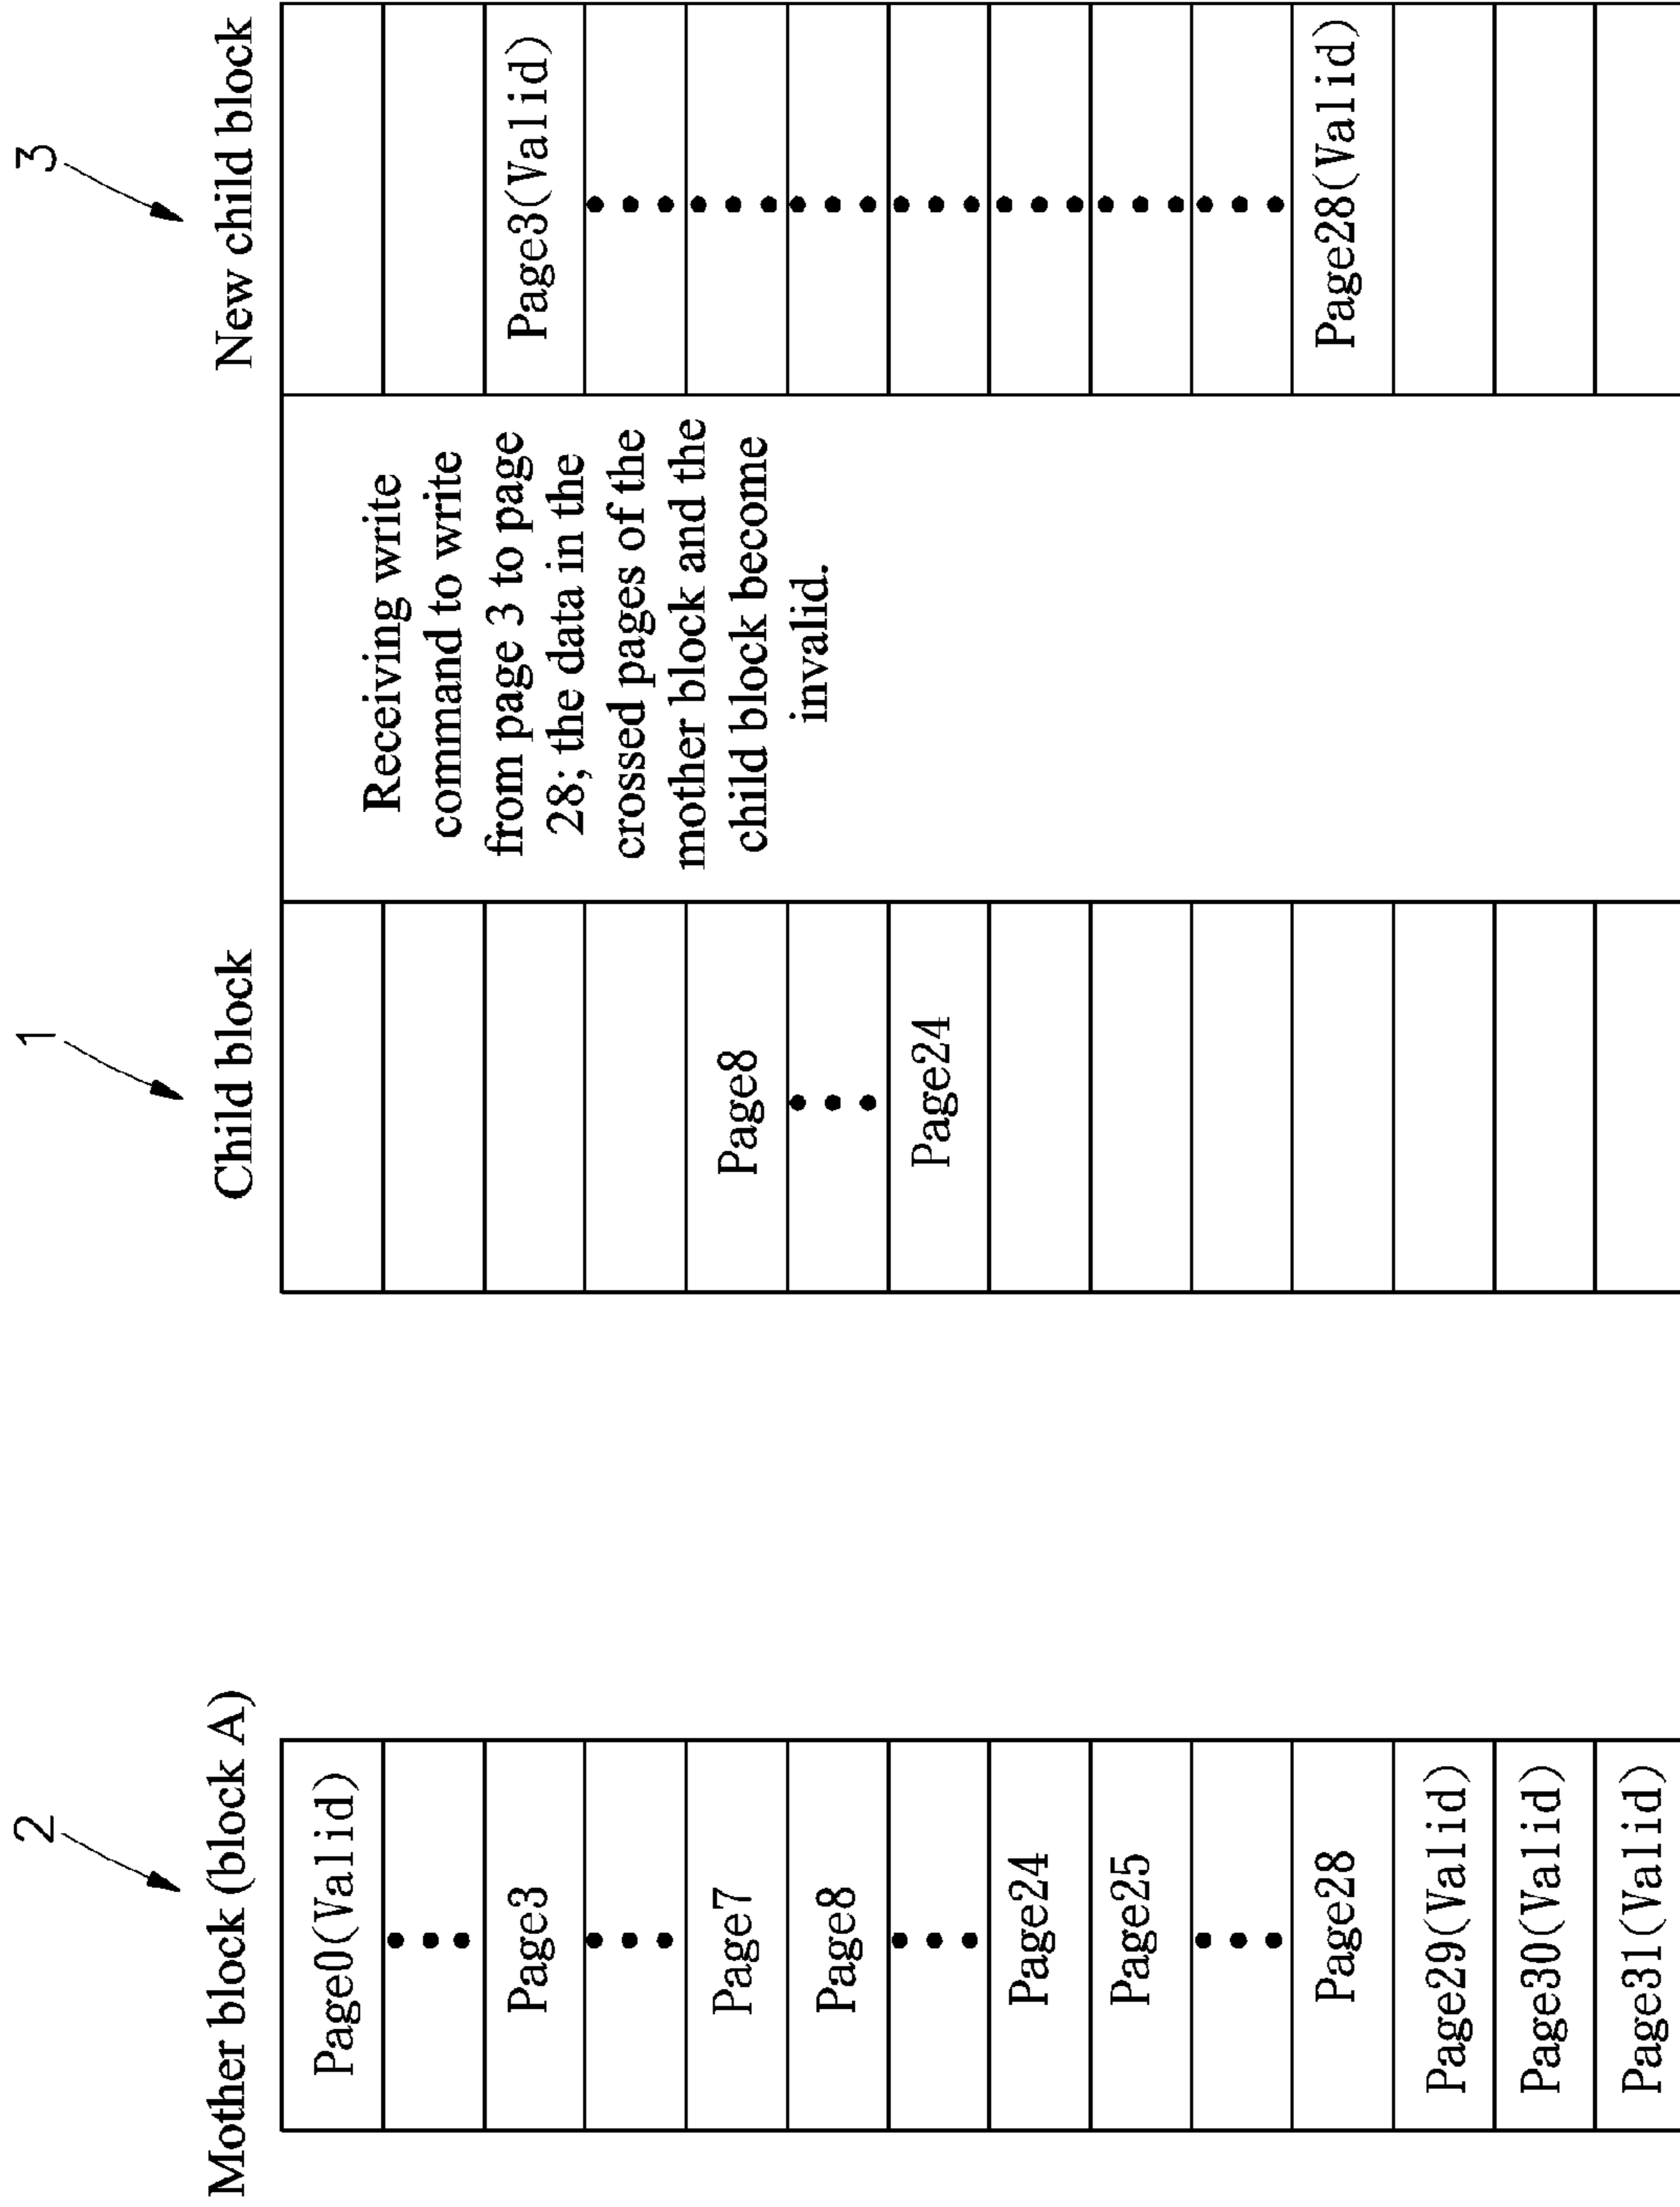 2
Mother block (block A)
Page0(Valid)
Page3
Page7
Page8
Page24
Page25
Page28
Page29(Valid)
Page30(Valid)
Page31(Valid)
1
Child block
Page8
Page24
Receiving write
command to write
from page 3 to page
28; the data in the
crossed pages of the
mother block and the
child block become
invalid.
3
New child block
Page3(Valid)
Page28(Valid)